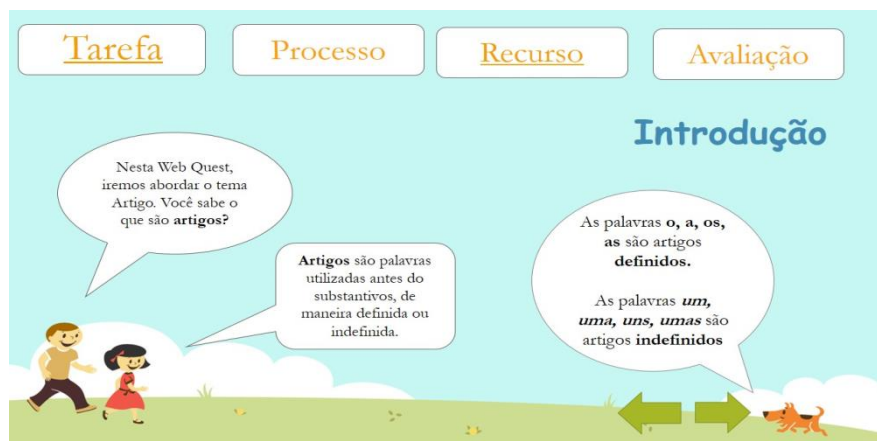 Tarefa
Processo
Recurso
Avaliação
Introdução
Nesta Web Quest,
iremos abordar o tema
Artigo. Você sabe o
que são artigos?
Artigos são palavras
utilizadas antes do
substantivos, de
maneira definida ou
indefinida.
As palavras o, a, os,
as são artigos
definidos.
As palavras um,
uma, uns, umas são
artigos indefinidos